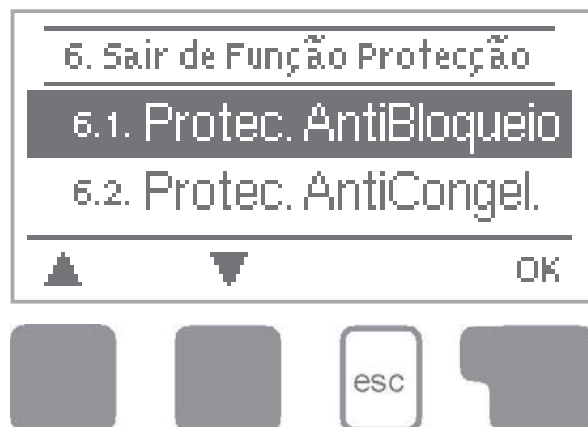 6. Sair de Função Protecção
6.1. Protec. AntiBloqueio
6.2. Protec. AntiCongel.
OK
esc